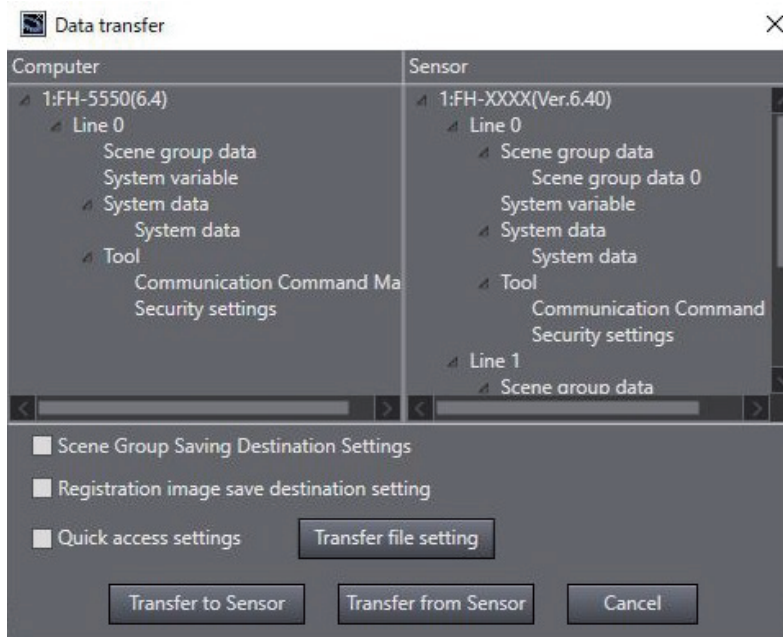 Data transfer
Computer
1:FH-5550(6.4)
Line 0
Scene group data
System variable
System data
System data
Tool
Communication Command Ma
Security settings
Sensor
1:FH-XXXX(Ver.6.40)
Line 0
Scene group data
Scene group data 0
System variable
System data
System data
Tool
Communication Command
Security settings
Line 1
Scene group data
Scene Group Saving Destination Settings
Registration image save destination setting
Quick access settings
Transfer file setting
Transfer to Sensor
Transfer from Sensor
Cancel